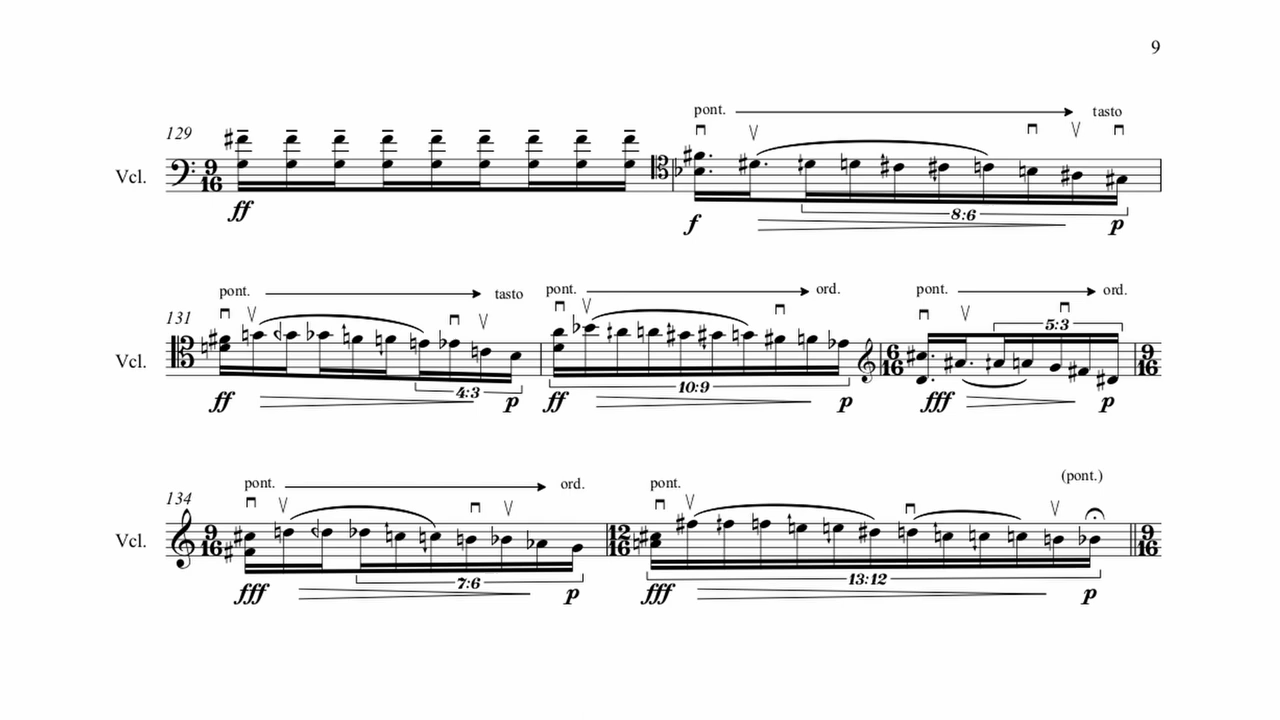 9
129
pont. tasto
Vcl. 9/16
ff f 8:6 p
131
pont. tasto pont. ord. pont. ord.
5:3
Vcl. 6/16 9/16
4:3 10:9
ff p ff p fff p
134
pont. ord. pont. (pont.)
Vcl. 9/16 12/16 9/16
7:6 13:12
fff p fff p